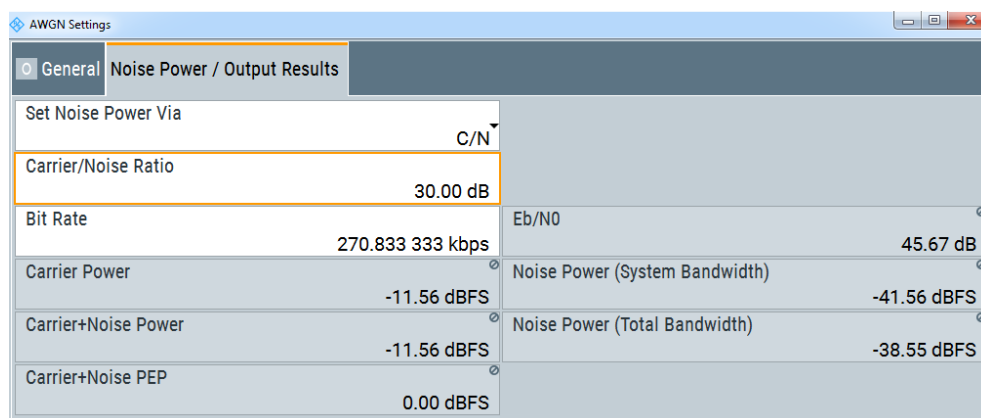 AWGN Settings
General Noise Power / Output Results
Set Noise Power Via
C/N
Carrier/Noise Ratio
30.00 dB
Bit Rate
270.833 333 kbps
Eb/N0
45.67 dB
Carrier Power
-11.56 dBFS
Noise Power (System Bandwidth)
-41.56 dBFS
Carrier+Noise Power
-11.56 dBFS
Noise Power (Total Bandwidth)
-38.55 dBFS
Carrier+Noise PEP
0.00 dBFS